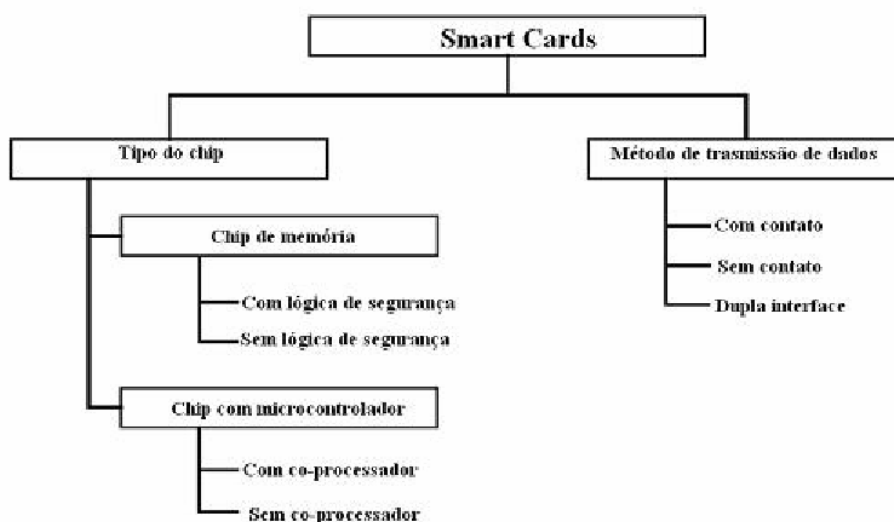 Smart Cards
Tipo do chip
Método de trasmissão de dados
Chip de memória
Com lógica de segurança
Sem lógica de segurança
Chip com microcontrolador
Com co-processador
Sem co-processador
Com contato
Sem contato
Dupla interface